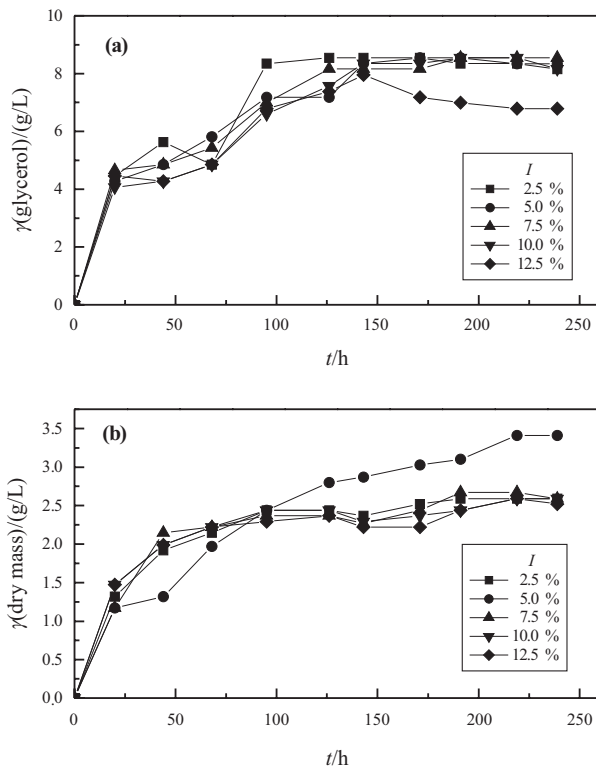 (a)
10
8
6
4
2
0
γ(glycerol)/(g/L)
I
2.5 %
5.0 %
7.5 %
10.0 %
12.5 %
0 50 100 150 200 250
t/h
(b)
3.5
3.0
2.5
2.0
1.5
1.0
0.5
0.0
γ(dry mass)/(g/L)
I
2.5 %
5.0 %
7.5 %
10.0 %
12.5 %
0 50 100 150 200 250
t/h